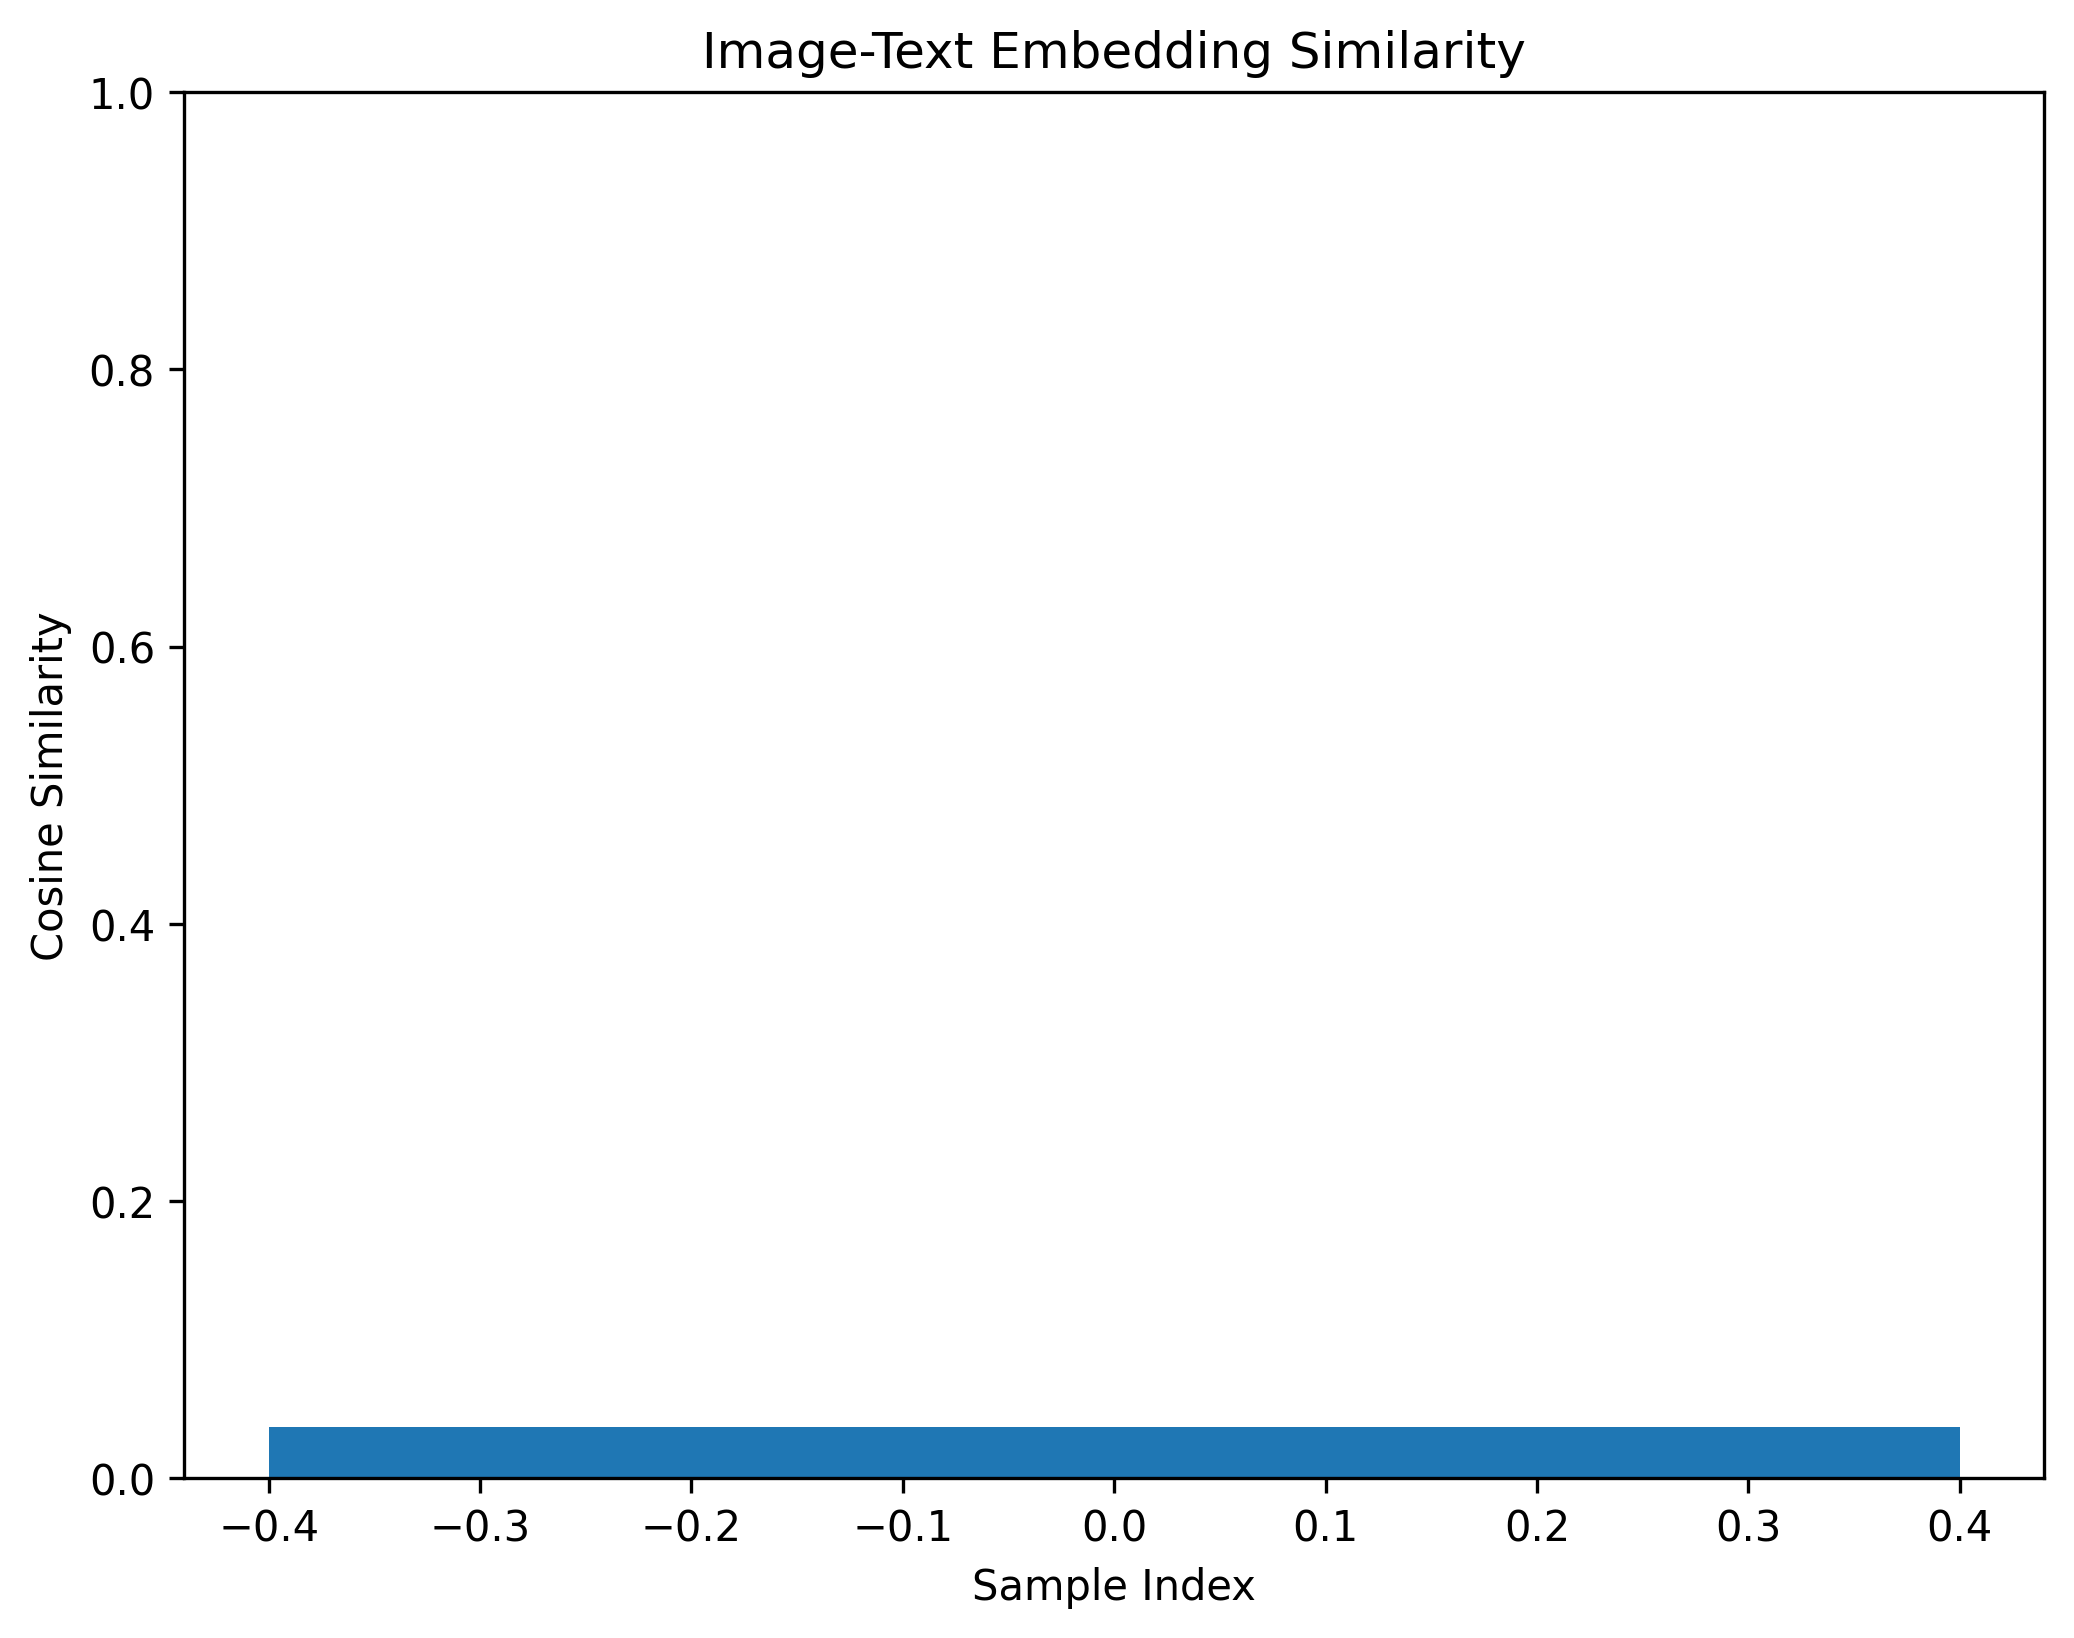 Image-Text Embedding Similarity
1.0
0.8
0.6
0.4
0.2
0.0
Cosine Similarity
−0.4 −0.3 −0.2 −0.1 0.0 0.1 0.2 0.3 0.4
Sample Index